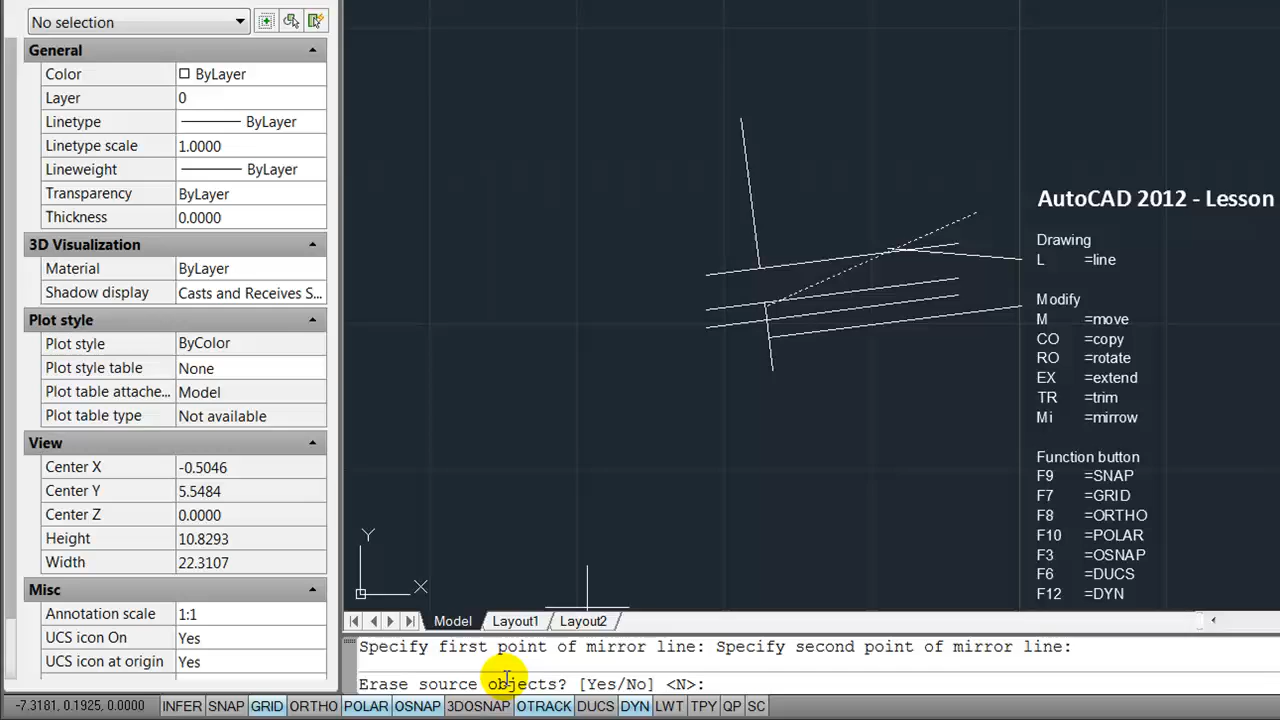 No selection
General
Color ByLayer
Layer 0
Linetype ByLayer
Linetype scale 1.0000
Lineweight ByLayer
Transparency ByLayer
Thickness 0.0000
3D Visualization
Material ByLayer
Shadow display Casts and Receives S...
Plot style
Plot style ByColor
Plot style table None
Plot table attache... Model
Plot table type Not available
View
Center X -0.5046
Center Y 5.5484
Center Z 0.0000
Height 10.8293
Width 22.3107
Misc
Annotation scale 1:1
UCS icon On Yes
UCS icon at origin Yes
AutoCAD 2012 - Lesson
Drawing
L =line
Modify
M =move
CO =copy
RO =rotate
EX =extend
TR =trim
Mi =mirrow
Function button
F9 =SNAP
F7 =GRID
F8 =ORTHO
F10 =POLAR
F3 =OSNAP
F6 =DUCS
F12 =DYN
Y
X
Model Layout1 Layout2
Specify first point of mirror line: Specify second point of mirror line:
Erase source objects? [Yes/No] <N>:
-7.3181, 0.1925, 0.0000 INFER SNAP GRID ORTHO POLAR OSNAP 3DOSNAP OTRACK DUCS DYN LWT TPY QP SC